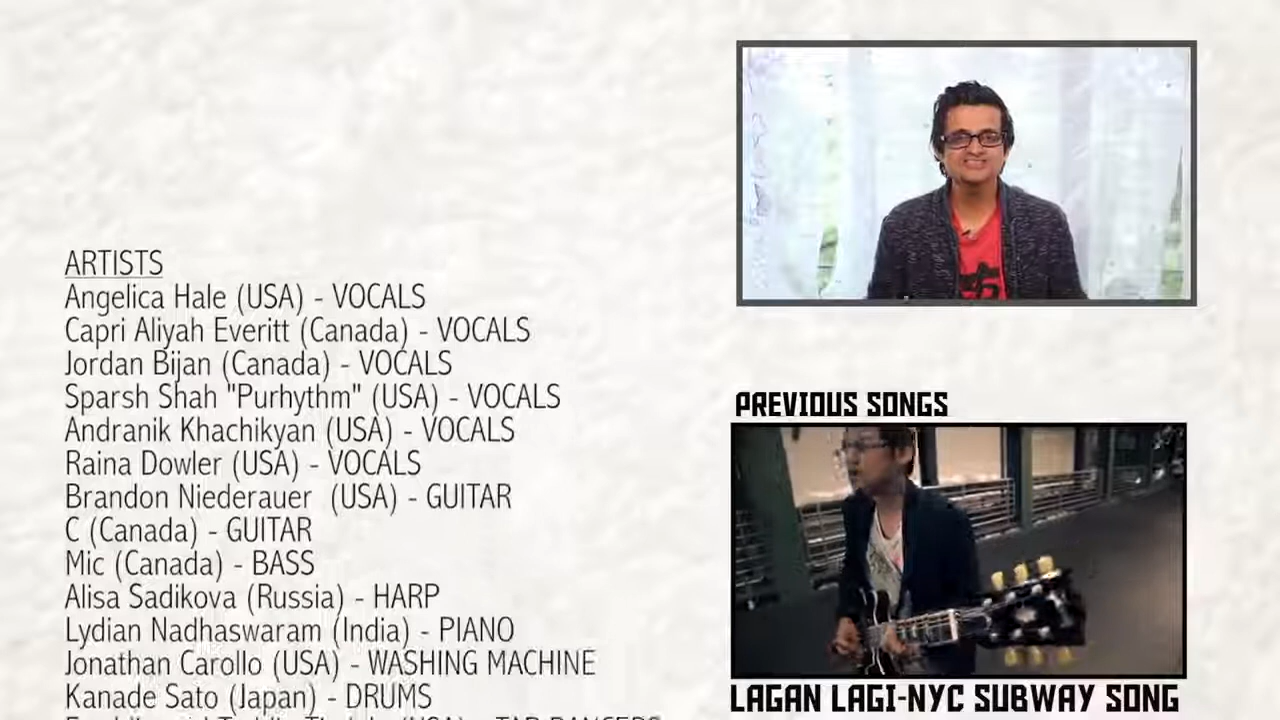 ARTISTS
Angelica Hale (USA) - VOCALS
Capri Aliyah Everitt (Canada) - VOCALS
Jordan Bijan (Canada) - VOCALS
Sparsh Shah "Purhythm" (USA) - VOCALS
Andranik Khachikyan (USA) - VOCALS
Raina Dowler (USA) - VOCALS
Brandon Niederauer (USA) - GUITAR
C (Canada) - GUITAR
Mic (Canada) - BASS
Alisa Sadikova (Russia) - HARP
Lydian Nadhaswaram (India) - PIANO
Jonathan Carollo (USA) - WASHING MACHINE
Kanade Sato (Japan) - DRUMS
(USA) - TAP DANCERS
PREVIOUS SONGS
LAGAN LAGI-NYC SUBWAY SONG